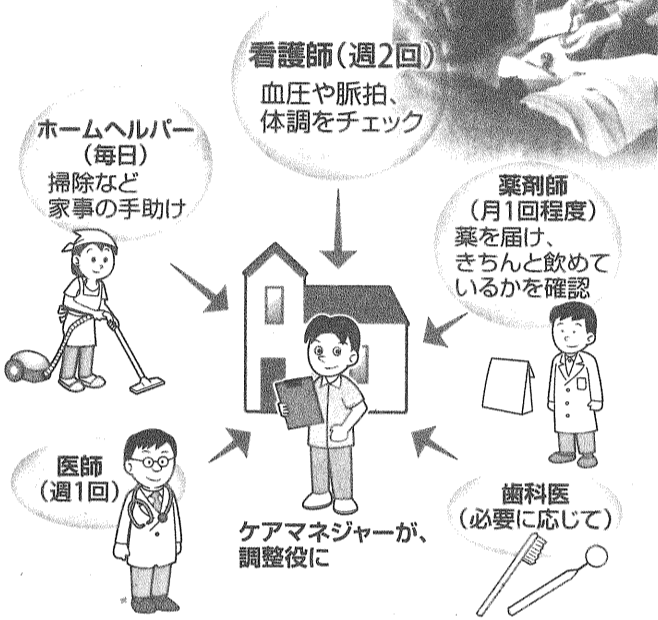 看護師(週2回)
血圧や脈拍、
体調をチェック
ホームヘルパー
(毎日)
掃除など
家事の手助け
薬剤師
(月1回程度)
薬を届け、
きちんと飲めて
いるかを確認
医師
(週1回)
歯科医
(必要に応じて)
ケアマネジャーが、
調整役に